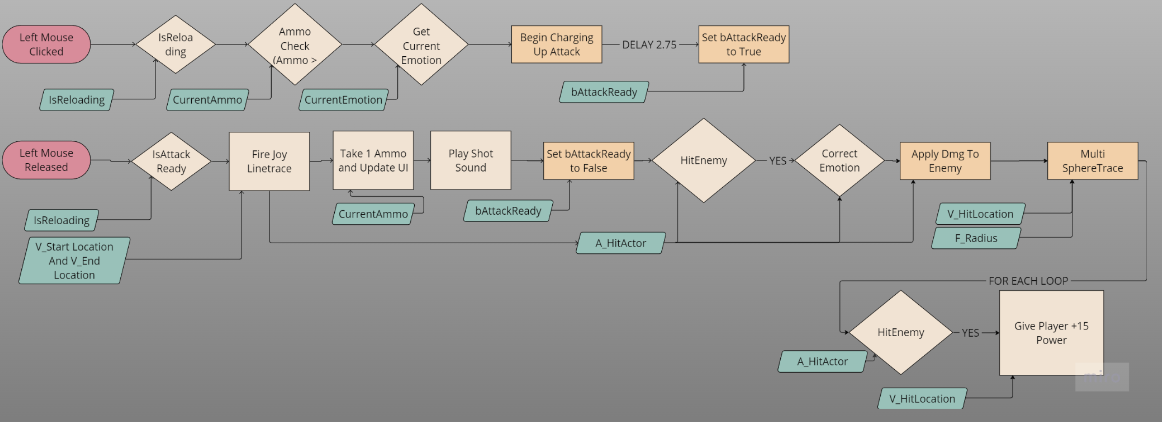 Left Mouse
Clicked
IsReloa
ding
Ammo
Check
(Ammo >
Get
Current
Emotion
Begin Charging
Up Attack
DELAY 2.75
Set bAttackReady
to True
IsReloading
CurrentAmmo
CurrentEmotion
bAttackReady
Left Mouse
Released
IsAttack
Ready
Fire Joy
Linetrace
Take 1 Ammo
and Update UI
Play Shot
Sound
Set bAttackReady
to False
HitEnemy
YES
Correct
Emotion
Apply Dmg To
Enemy
Multi
SphereTrace
IsReloading
CurrentAmmo
bAttackReady
V_HitLocation
F_Radius
V_Start Location
And V_End
Location
A_HitActor
FOR EACH LOOP
HitEnemy
YES
Give Player +15
Power
A_HitActor
V_HitLocation
miro